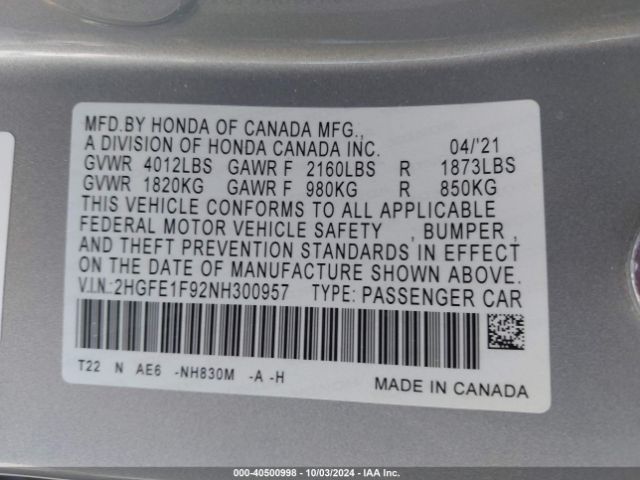 MFD.BY HONDA OF CANADA MFG.,
A DIVISION OF HONDA CANADA INC. 04/'21
GVWR 4012LBS GAWR F 2160LBS R 1873LBS
GVWR 1820KG GAWR F 980KG R 850KG
THIS VEHICLE CONFORMS TO ALL APPLICABLE
FEDERAL MOTOR VEHICLE SAFETY , BUMPER ,
AND THEFT PREVENTION STANDARDS IN EFFECT
ON THE DATE OF MANUFACTURE SHOWN ABOVE.
V.I.N.:2HGFE1F92NH300957 TYPE: PASSENGER CAR
T22 N AE6 -NH830M -A -H
MADE IN CANADA
000-40500998 - 10/03/2024 - IAA Inc.